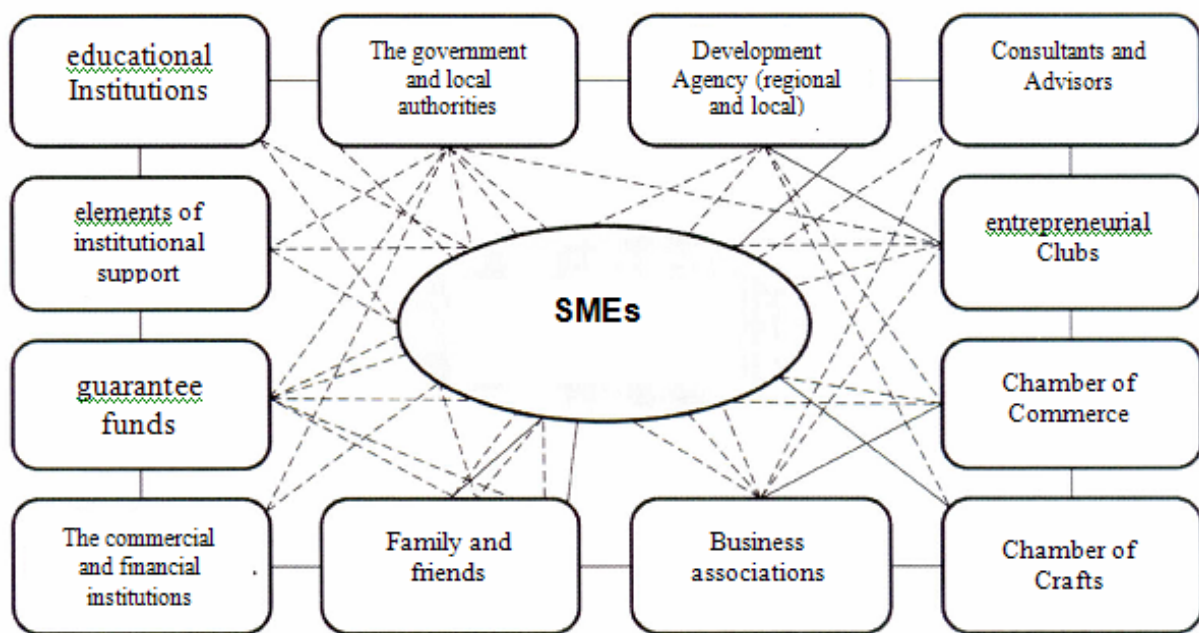 educational
Institutions
The government
and local
authorities
Development
Agency (regional
and local)
Consultants and
Advisors
elements of
institutional
support
entrepreneurial
Clubs
SMEs
guarantee
funds
Chamber of
Commerce
The commercial
and financial
institutions
Family and
friends
Business
associations
Chamber of
Crafts